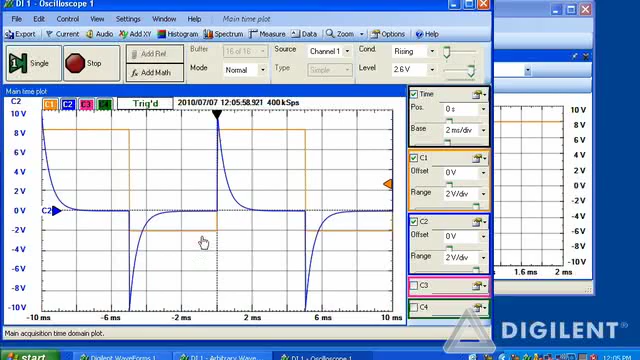 DI 1 - Oscilloscope 1
File Edit Control View Settings Window Help Main time plot
Export Current Audio Add XY Histogram Spectrum Measure Data Zoom Options Help
Single Stop Add Ref Add Math
Buffer 16 of 16 Source Channel 1 Cond. Rising
Mode Normal Type Simple Level 2.6 V
Main time plot
C2 C1 C2 C3 C4 Trig'd 2010/07/07 12:05:58.921 400 kSps
10 V
8 V
6 V
4 V
2 V
C2 0 V
-2 V
-4 V
-6 V
-8 V
-10 V
-10 ms -6 ms -2 ms 2 ms 6 ms 10 ms
Main acquisition time domain plot.
Time
Pos. 0 s
Base 2 ms/div
C1
Offset 0 V
Range 2 V/div
C2
Offset 0 V
Range 2 V/div
C3
C4
10 V
8 V
6 V
4 V
2 V
0 V
-2 V
-4 V
-6 V
-8 V
-10 V
1.6 ms 2 ms
DIGILENT®
start Digilent WaveForms 1 DI 1 - Arbitrary Wave... DI 1 - Oscilloscope 1 12:05 PM